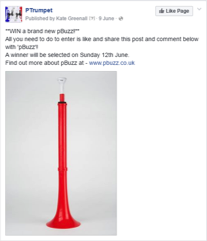 PTrumpet
Like Page
Published by Kate Greenall · 9 June ·
**WIN a brand new pBuzz!**
All you need to do to enter is like and share this post and comment below
with 'pBuzz'!
A winner will be selected on Sunday 12th June.
Find out more about pBuzz at - www.pbuzz.co.uk